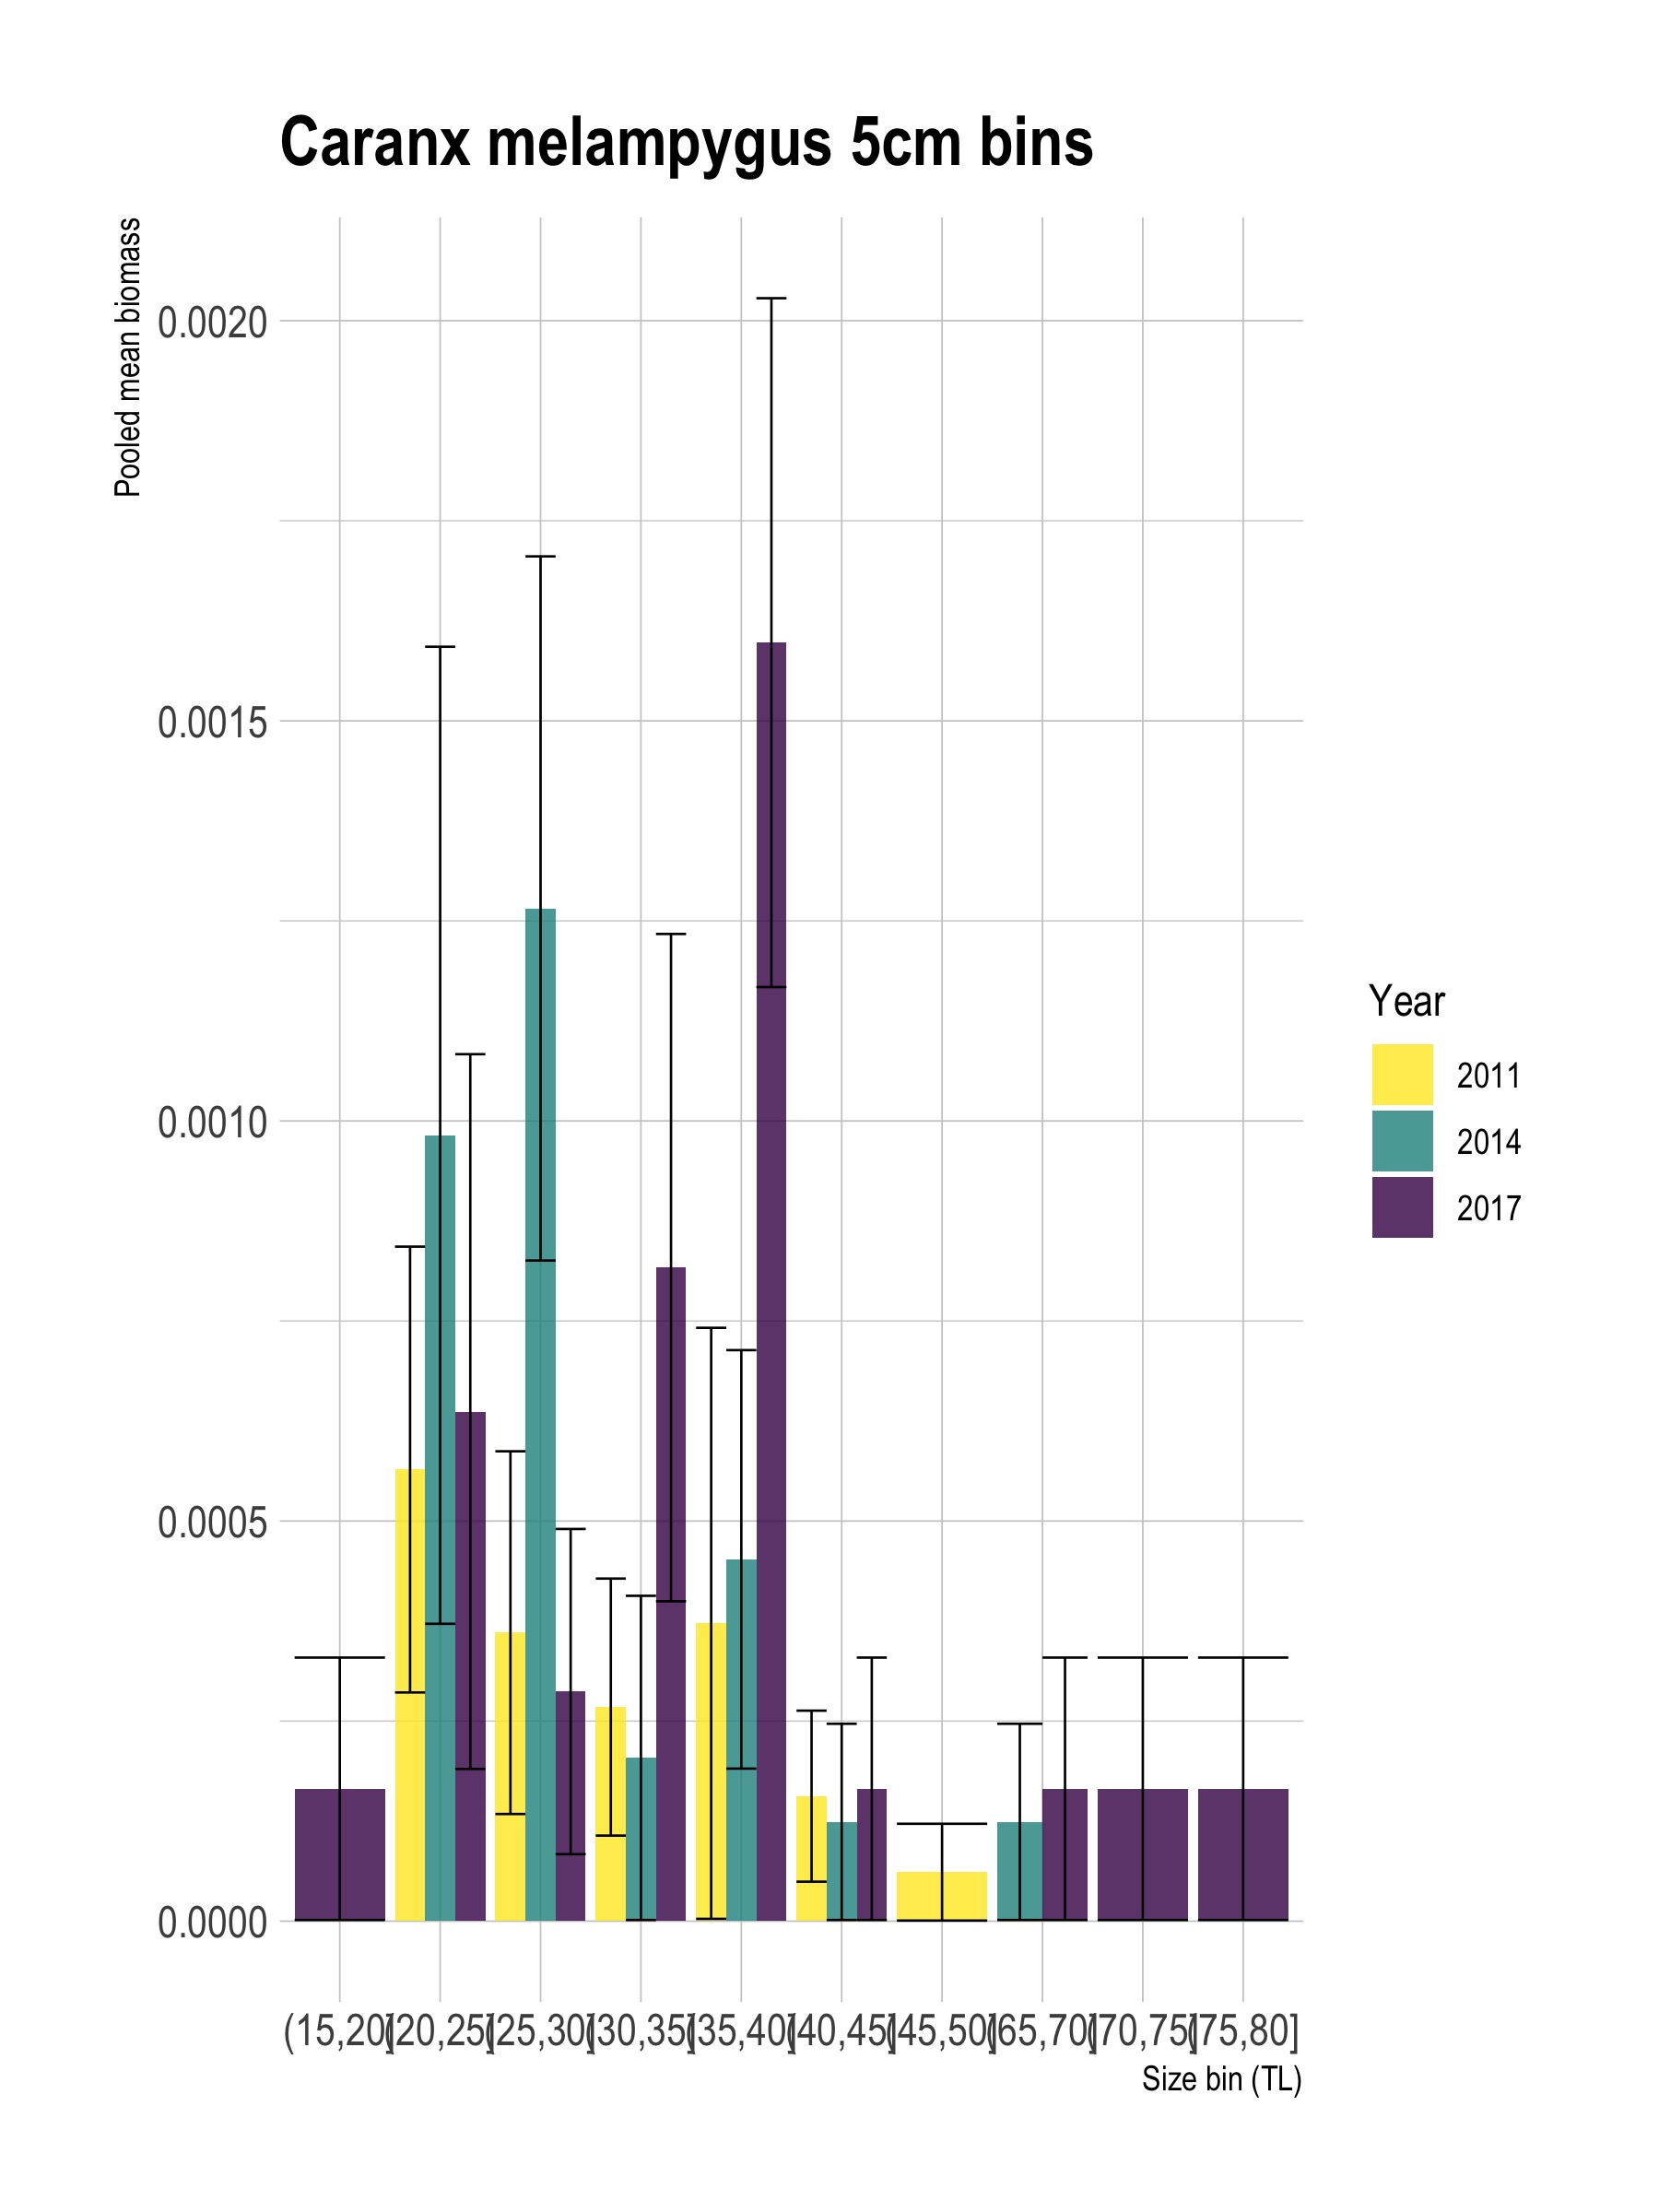 Caranx melampygus 5cm bins
Pooled mean biomass
0.0020
0.0015
0.0010
0.0005
0.0000
(15,20] (20,25] (25,30] (30,35] (35,40] (40,45] (45,50] (65,70] (70,75] (75,80]
Size bin (TL)
Year
2011
2014
2017